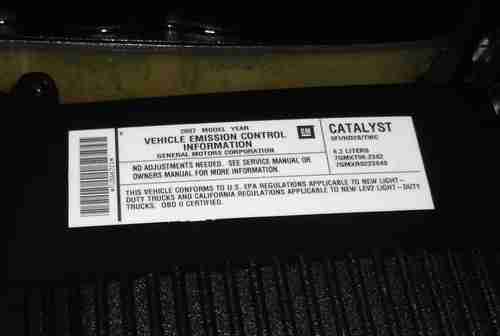 2007 MODEL YEAR
VEHICLE EMISSION CONTROL
INFORMATION
GENERAL MOTORS CORPORATION
GM
CATALYST
NO ADJUSTMENTS NEEDED. SEE SERVICE MANUAL OR
OWNERS MANUAL FOR MORE INFORMATION.
6.2 LITERS
THIS VEHICLE CONFORMS TO U.S. EPA REGULATIONS APPLICABLE TO NEW LIGHT-
DUTY TRUCKS AND CALIFORNIA REGULATIONS APPLICABLE TO NEW LEV2 LIGHT-DUTY
TRUCKS. OBD II CERTIFIED.